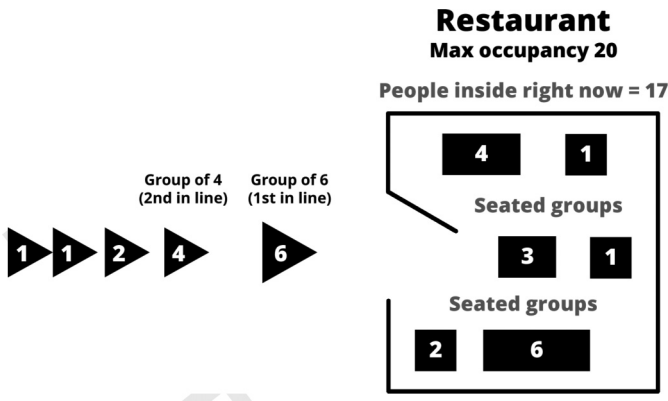 Restaurant
Max occupancy 20
People inside right now = 17
4 1
Group of 4 Group of 6
(2nd in line) (1st in line)
Seated groups
1 1 2 4 6
3 1
Seated groups
2 6